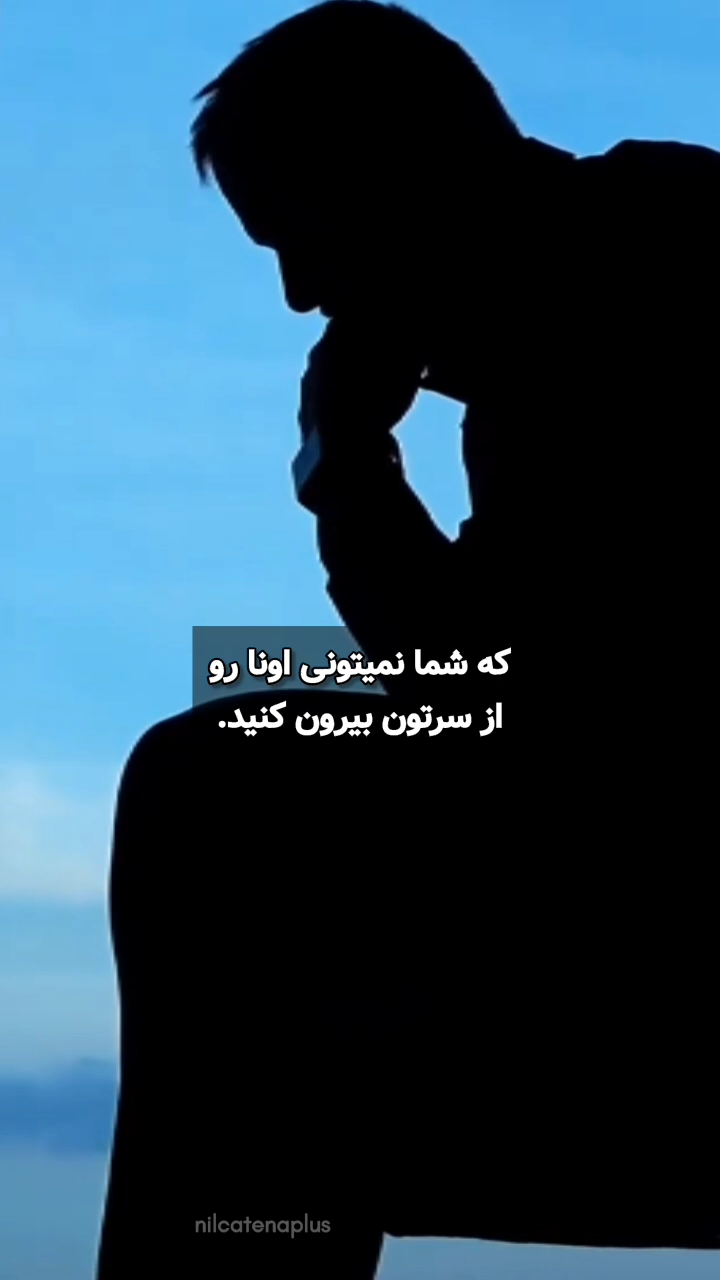 که شما نمیتونی اونا رو
از سرتون بیرون کنید.
nilcatenaplus